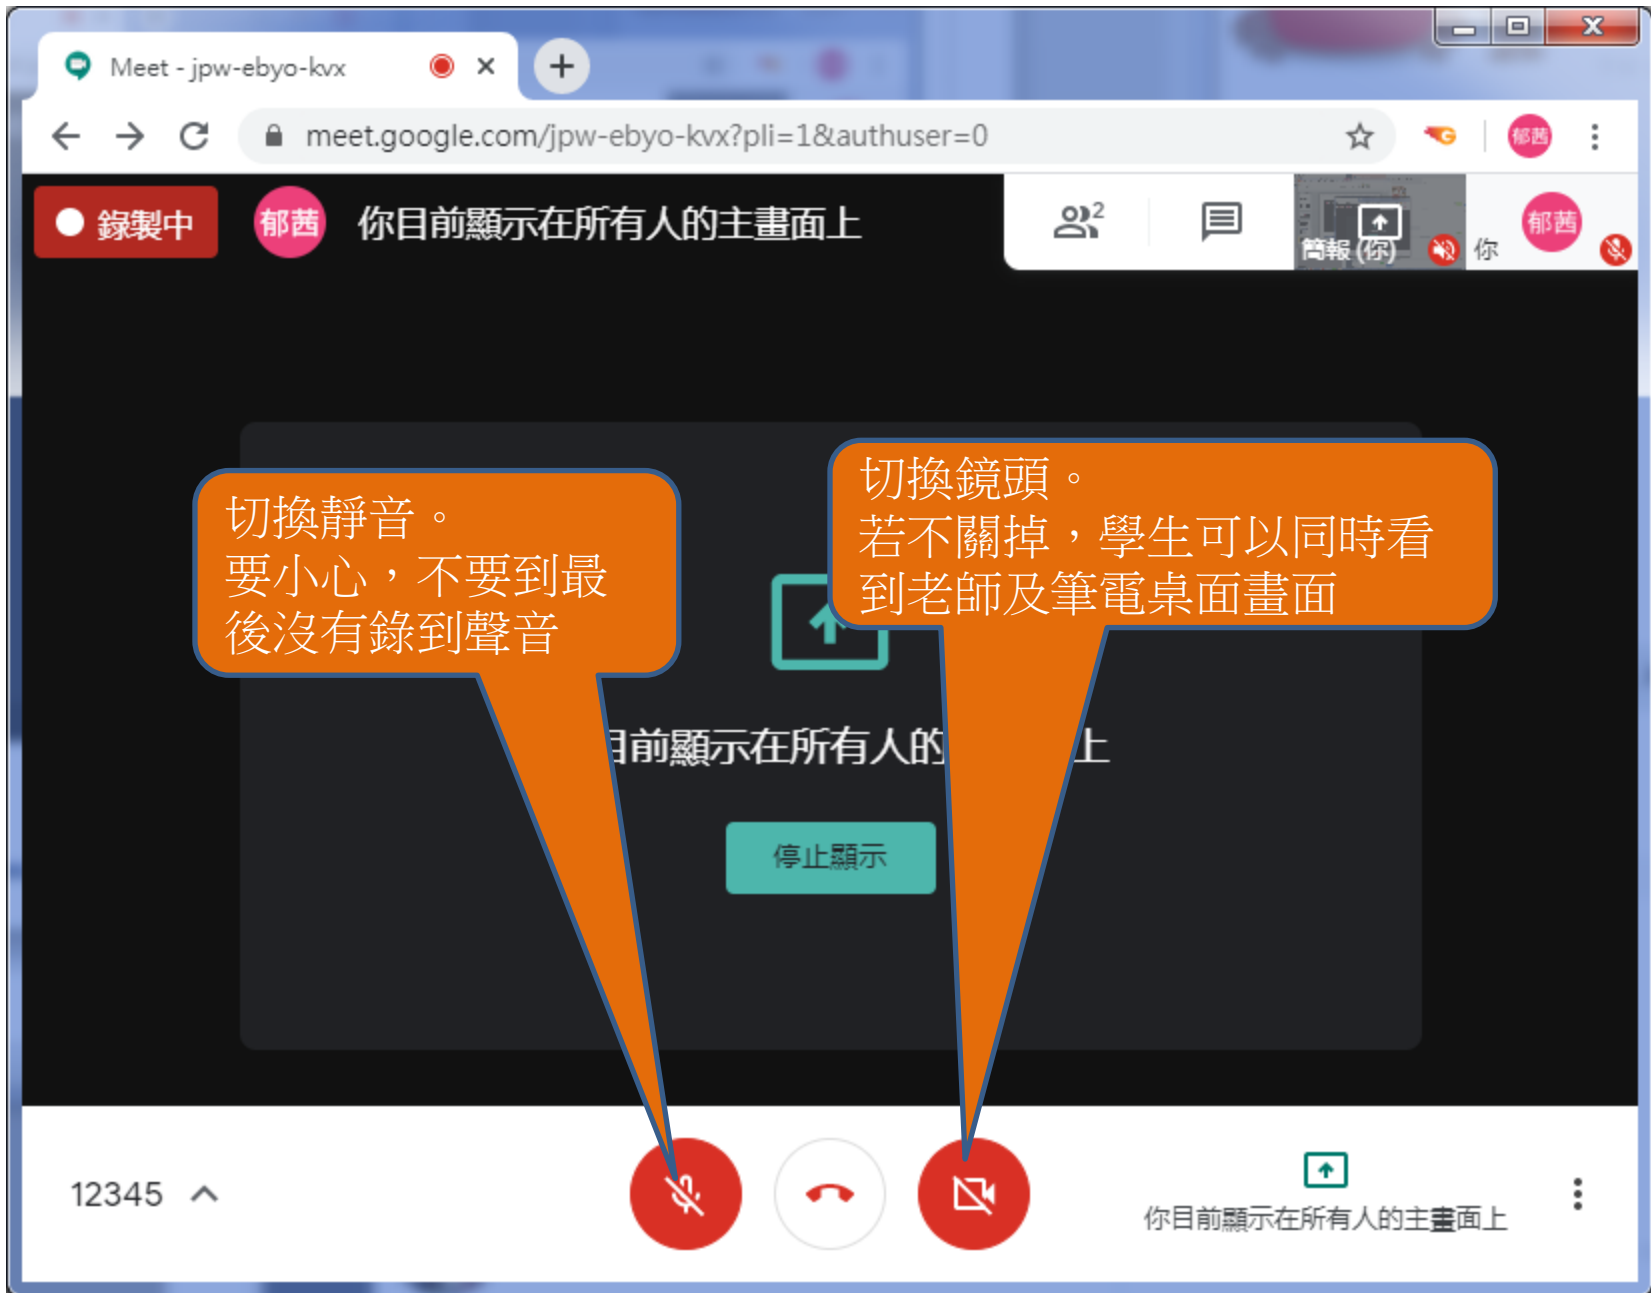 Meet - jpw-ebyo-kvx
meet.google.com/jpw-ebyo-kvx?pli=1&authuser=0
郁茜
錄製中
郁茜
你目前顯示在所有人的主畫面上
2
簡報 (你)
你
郁茜
切換靜音。
要小心，不要到最
後沒有錄到聲音
切換鏡頭。
若不關掉，學生可以同時看
到老師及筆電桌面畫面
目前顯示在所有人的
上
停止顯示
12345
你目前顯示在所有人的主畫面上